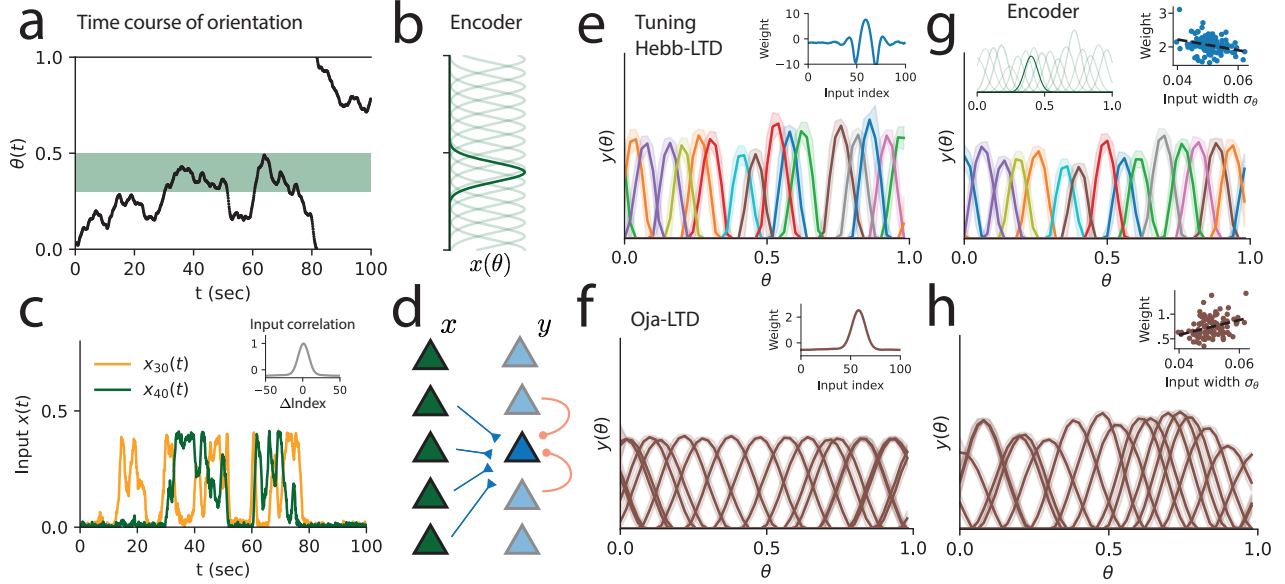 a
Time course of orientation
1.0
0.5
0.0
θ(t)
0 20 40 60 80 100
t (sec)
b
Encoder
x(θ)
c
Input correlation
1
0
−50 0 50
ΔIndex
x30(t)
x40(t)
0.5
0.0
Input x(t)
0 20 40 60 80 100
t (sec)
d
x
y
e
Tuning
Hebb-LTD
10
0
−10
Weight
0 50 100
Input index
y(θ)
0.0 0.5 1.0
θ
f
Oja-LTD
2
0
Weight
0 50 100
Input index
y(θ)
0.0 0.5 1.0
θ
g
Encoder
0.0 0.5 1.0
3
2
Weight
0.04 0.06
Input width σθ
y(θ)
0.0 0.5 1.0
θ
h
1.
.5
Weight
0.04 0.06
Input width σθ
y(θ)
0.0 0.5 1.0
θ